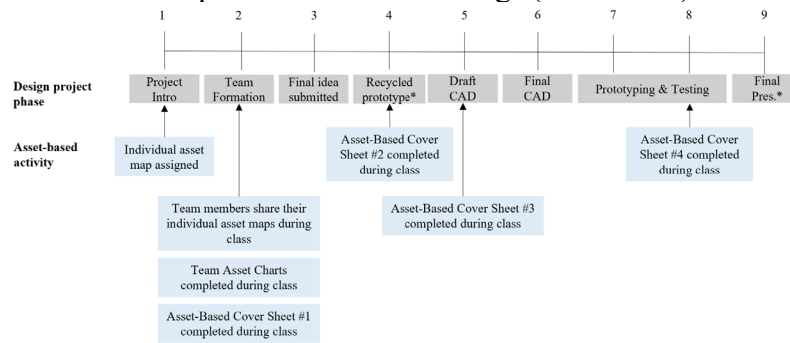 1 2 3 4 5 6 7 8 9
Design project
phase
Project
Intro
Team
Formation
Final idea
submitted
Recycled
prototype*
Draft
CAD
Final
CAD
Prototyping & Testing
Final
Pres.*
Asset-based
activity
Individual asset
map assigned
Asset-Based Cover
Sheet #2 completed
during class
Asset-Based Cover
Sheet #4 completed
during class
Team members share their
individual asset maps during
class
Asset-Based Cover Sheet #3
completed during class
Team Asset Charts
completed during class
Asset-Based Cover Sheet #1
completed during class